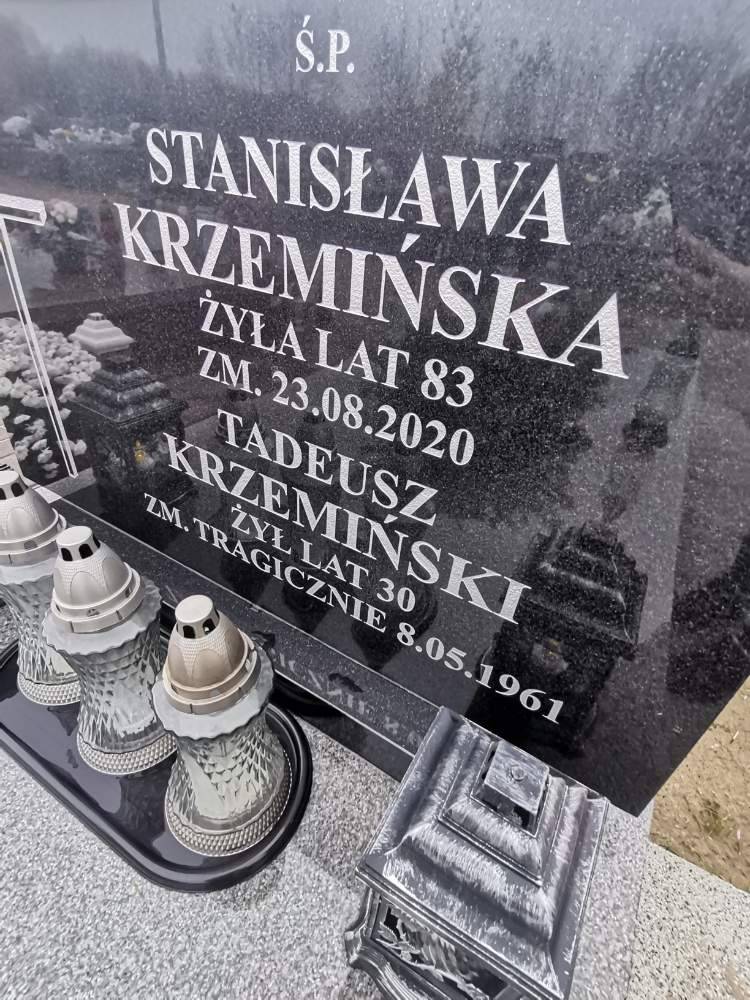 Ś.P.
STANISŁAWA
KRZEMIŃSKA
ŻYŁA LAT 83
ZM. 23.08.2020
TADEUSZ
KRZEMIŃSKI
ŻYŁ LAT 30
ZM. TRAGICZNIE 8.05.1961